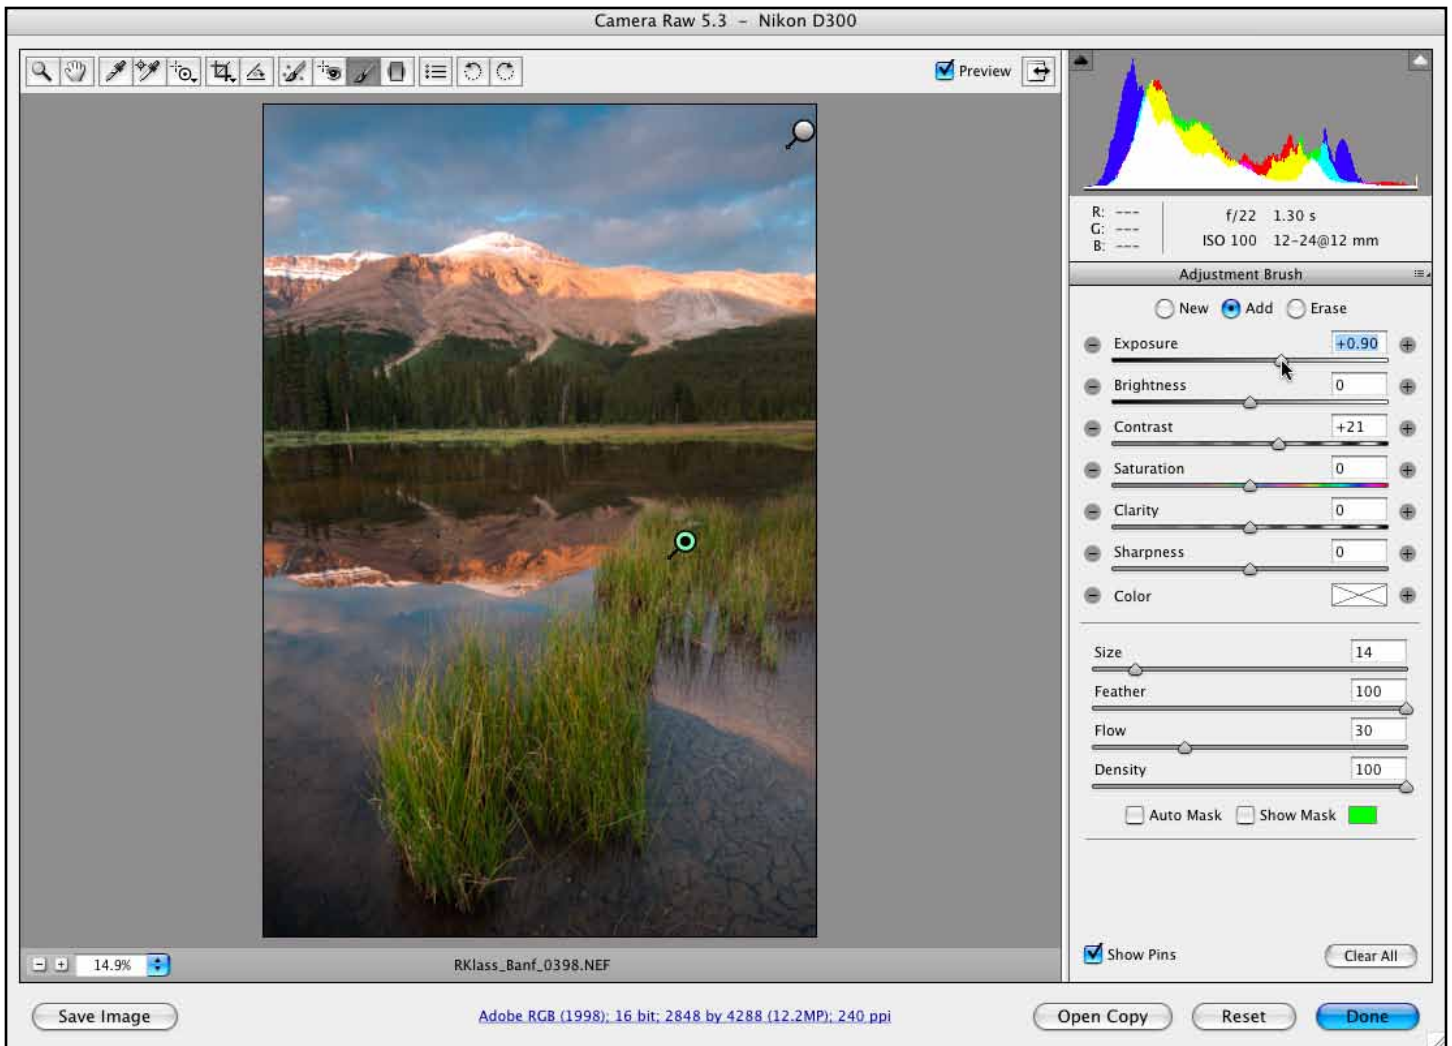 Camera Raw 5.3 – Nikon D300
Preview
R: ---
G: ---
B: ---
f/22 1.30 s
ISO 100 12-24@12 mm
Adjustment Brush
New Add Erase
Exposure +0.90
Brightness 0
Contrast +21
Saturation 0
Clarity 0
Sharpness 0
Color
Size 14
Feather 100
Flow 30
Density 100
Auto Mask Show Mask
Show Pins Clear All
14.9% RKlass_Banf_0398.NEF
Save Image Adobe RGB (1998); 16 bit; 2848 by 4288 (12.2MP); 240 ppi Open Copy Reset Done